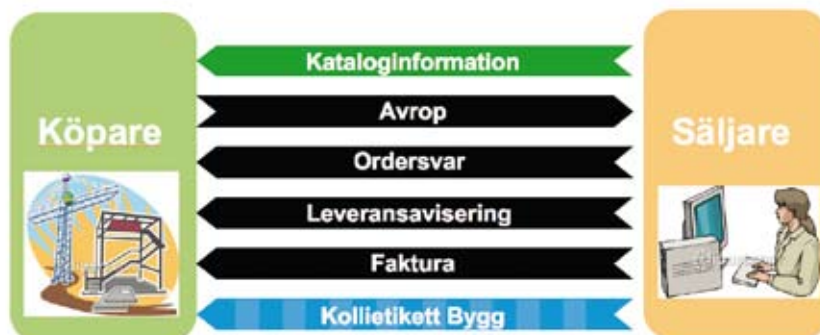 Kataloginformation
Avrop
Köpare
Säljare
Ordersvar
Leveransavisering
Faktura
Kollietikett Bygg